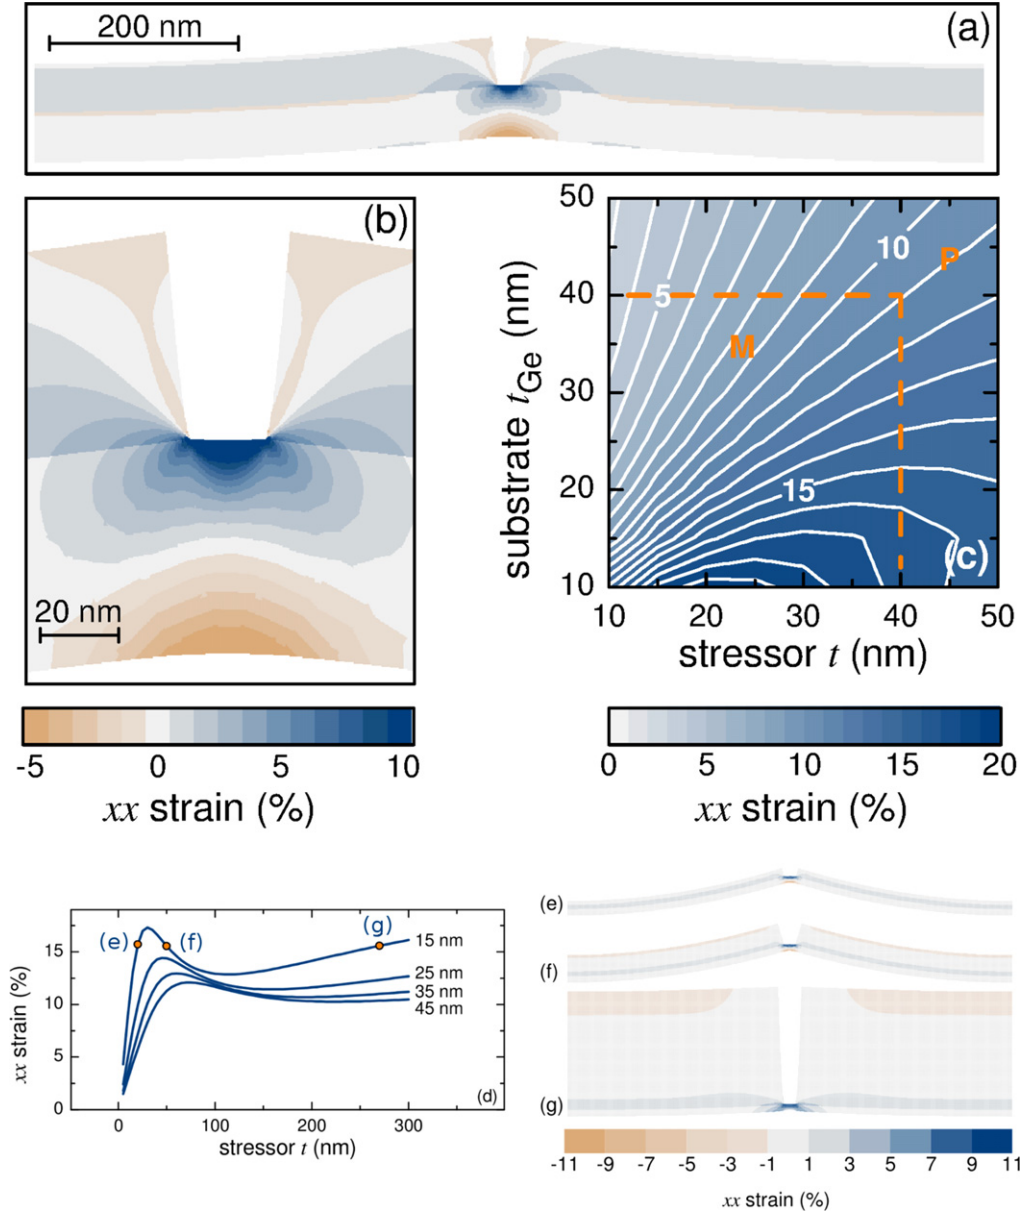 200 nm
(a)
(b)
20 nm
-5 0 5 10
xx strain (%)
substrate tGe (nm)
50
40
30
20
10
10 20 30 40 50
stressor t (nm)
5
10
15
M
P
(c)
0 5 10 15 20
xx strain (%)
xx strain (%)
15
10
5
0
0 100 200 300
stressor t (nm)
(e)
(f)
(g)
15 nm
25 nm
35 nm
45 nm
(d)
(e)
(f)
(g)
-11 -9 -7 -5 -3 -1 1 3 5 7 9 11
xx strain (%)